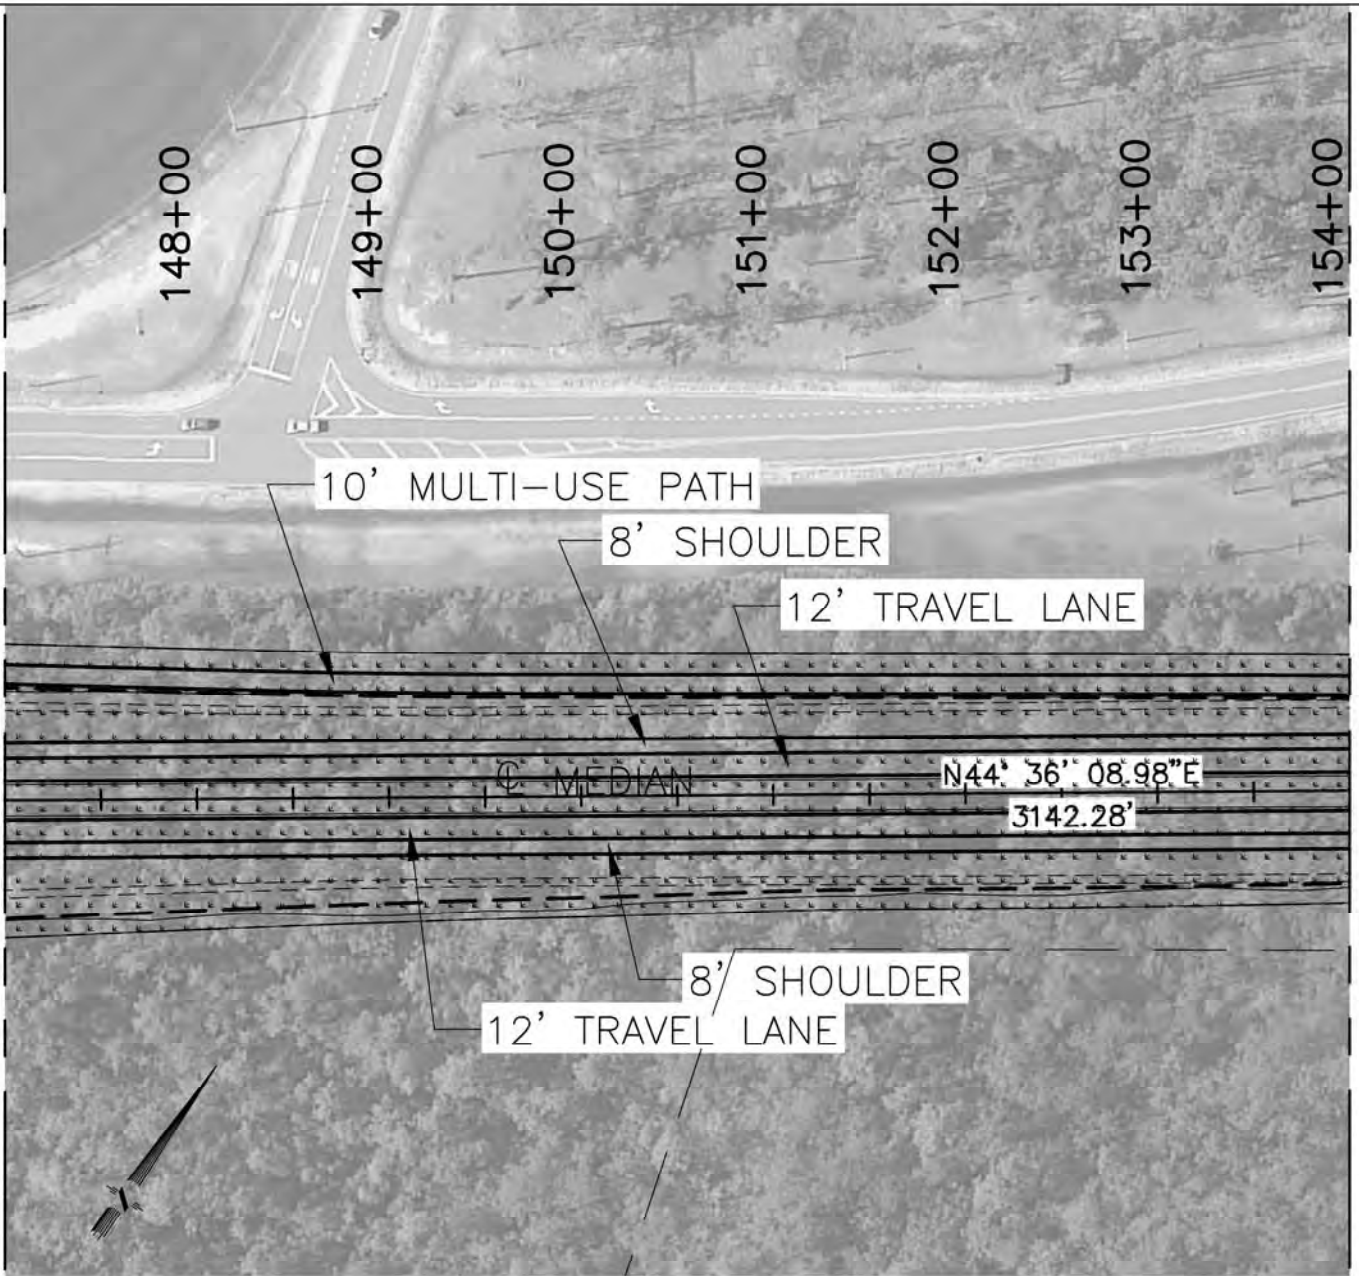 148+00
149+00
150+00
151+00
152+00
153+00
154+00
10' MULTI-USE PATH
8' SHOULDER
12' TRAVEL LANE
℄ MEDIAN
N44° 36' 08.98"E
3142.28'
8' SHOULDER
12' TRAVEL LANE